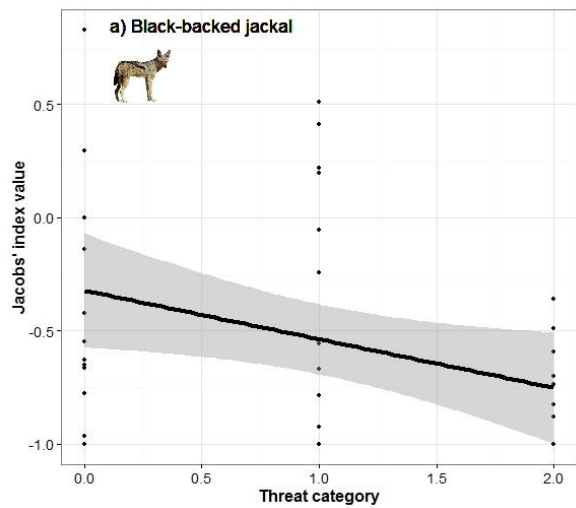 a) Black-backed jackal
Jacobs' index value
0.5
0.0
-0.5
-1.0
0.0 0.5 1.0 1.5 2.0
Threat category